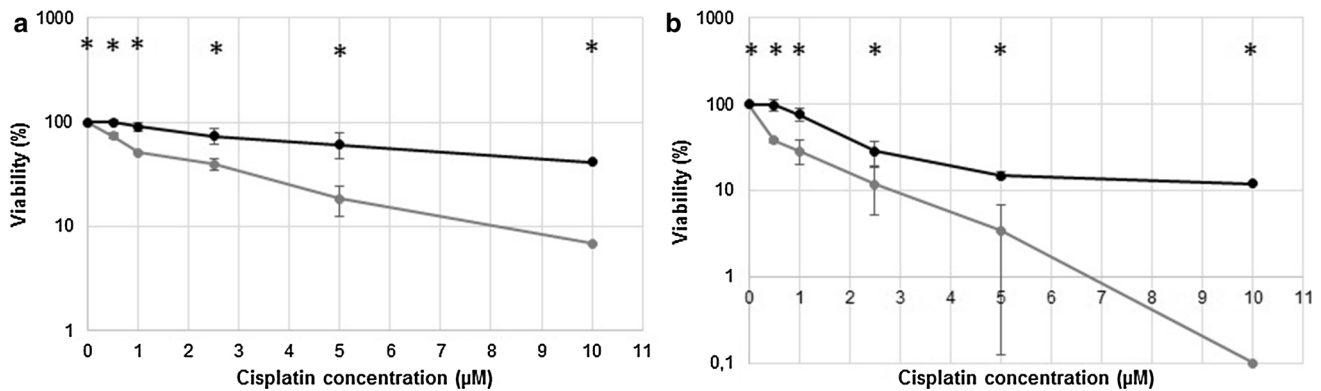 a
1000
* * * * * *
100
10
1
Viability (%)
0 1 2 3 4 5 6 7 8 9 10 11
Cisplatin concentration (µM)
b
1000
* * * * * *
100
10
1
0 1 2 3 4 5 6 7 8 9 10 11
0,1
Viability (%)
Cisplatin concentration (µM)